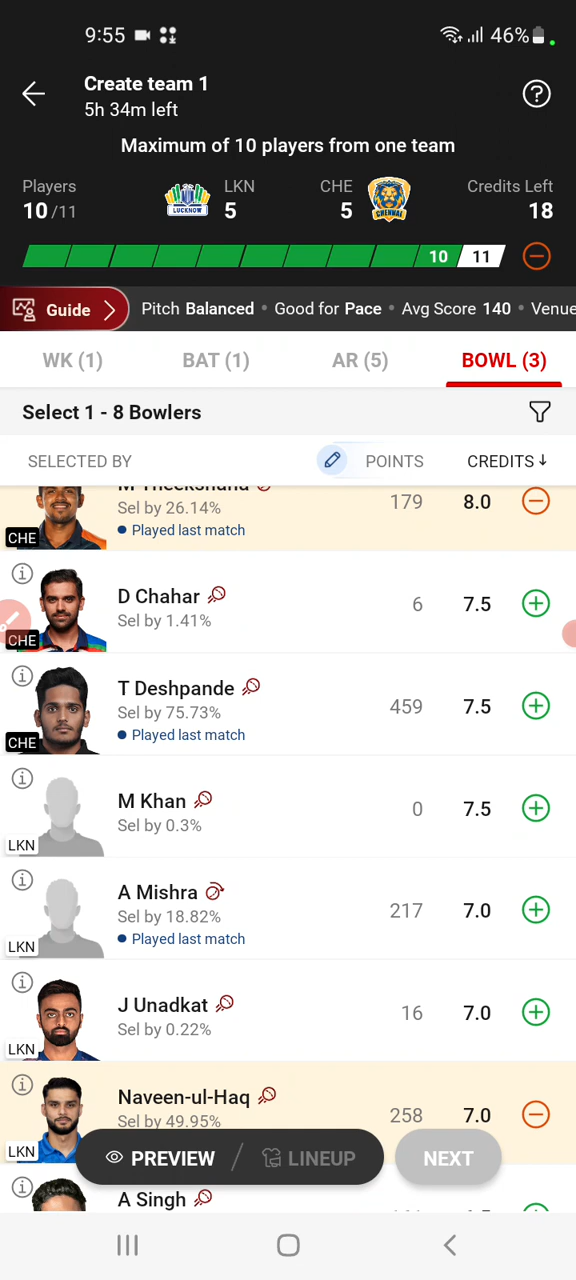 9:55
46%
Create team 1
5h 34m left
Maximum of 10 players from one team
Players
10/11
LUCKNOW
LKN
5
CHE
5
CHENNAI
Credits Left
18
10
11
Guide
Pitch Balanced • Good for Pace • Avg Score 140 • Venue
WK (1)
BAT (1)
AR (5)
BOWL (3)
Select 1 - 8 Bowlers
SELECTED BY
POINTS
CREDITS ↓
M Theekshana
Sel by 26.14%
179
8.0
Played last match
CHE
D Chahar
Sel by 1.41%
6
7.5
CHE
T Deshpande
Sel by 75.73%
459
7.5
Played last match
CHE
M Khan
Sel by 0.3%
0
7.5
LKN
A Mishra
Sel by 18.82%
217
7.0
Played last match
LKN
J Unadkat
Sel by 0.22%
16
7.0
LKN
Naveen-ul-Haq
Sel by 49.95%
258
7.0
LKN
PREVIEW / LINEUP
NEXT
A Singh